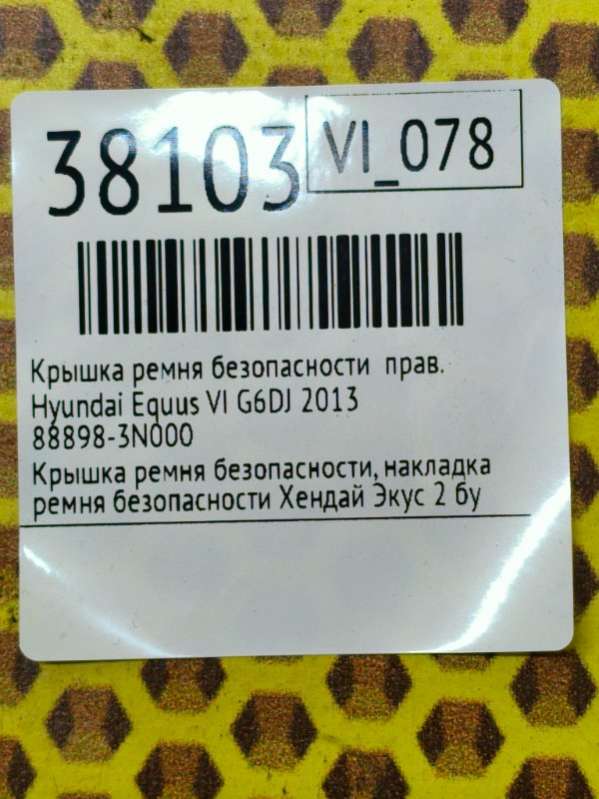 38103
VI_078
Крышка ремня безопасности прав.
Hyundai Equus VI G6DJ 2013
88898-3N000
Крышка ремня безопасности, накладка
ремня безопасности Хендай Экус 2 бу